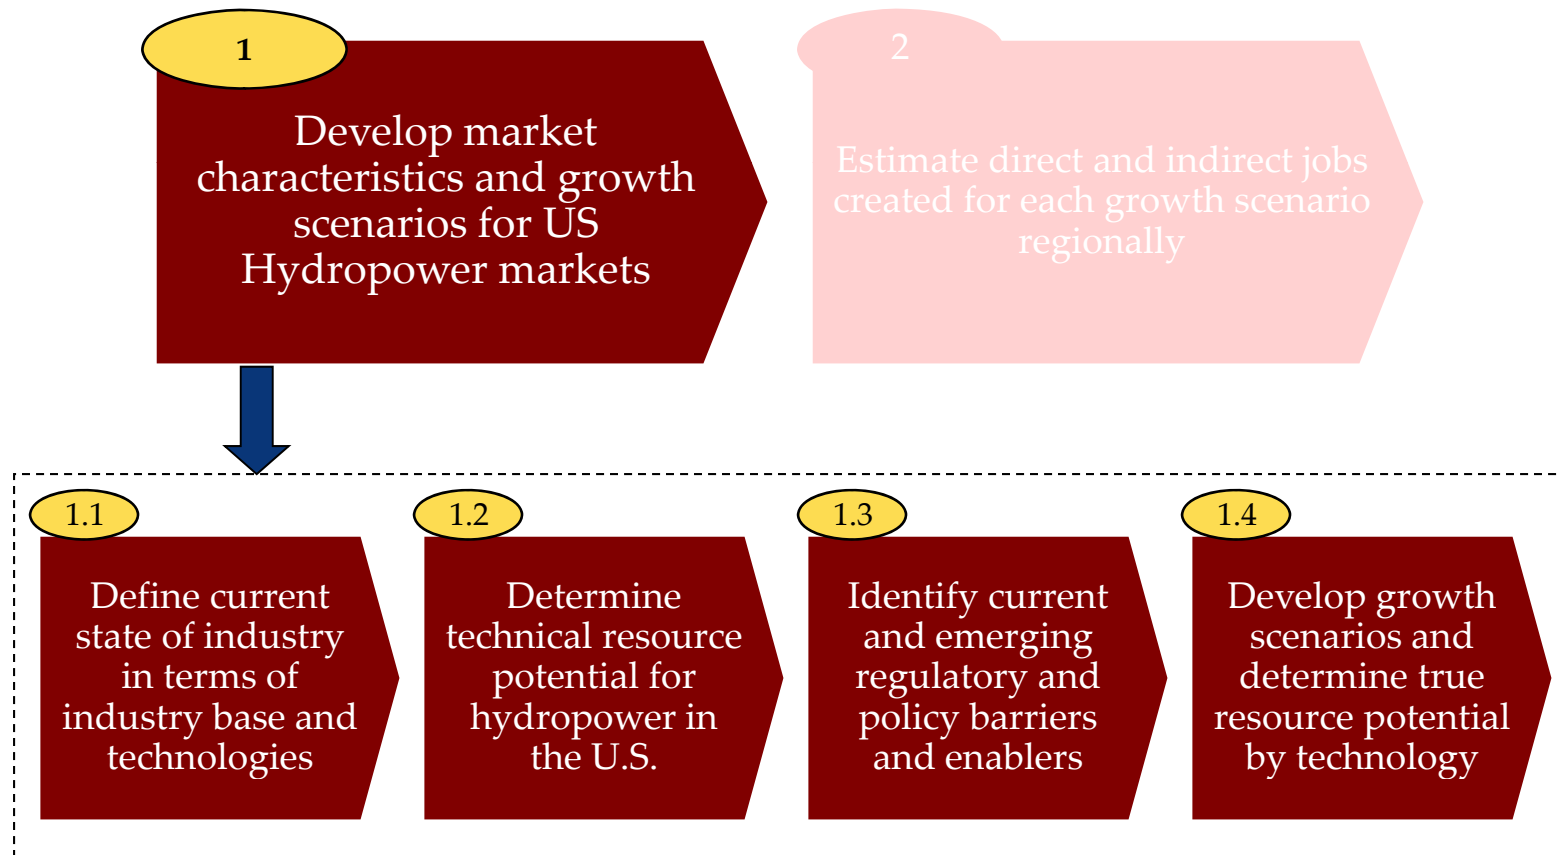 1
Develop market
characteristics and growth
scenarios for US
Hydropower markets
2
Estimate direct and indirect jobs
created for each growth scenario
regionally
1.1
Define current
state of industry
in terms of
industry base and
technologies
1.2
Determine
technical resource
potential for
hydropower in
the U.S.
1.3
Identify current
and emerging
regulatory and
policy barriers
and enablers
1.4
Develop growth
scenarios and
determine true
resource potential
by technology